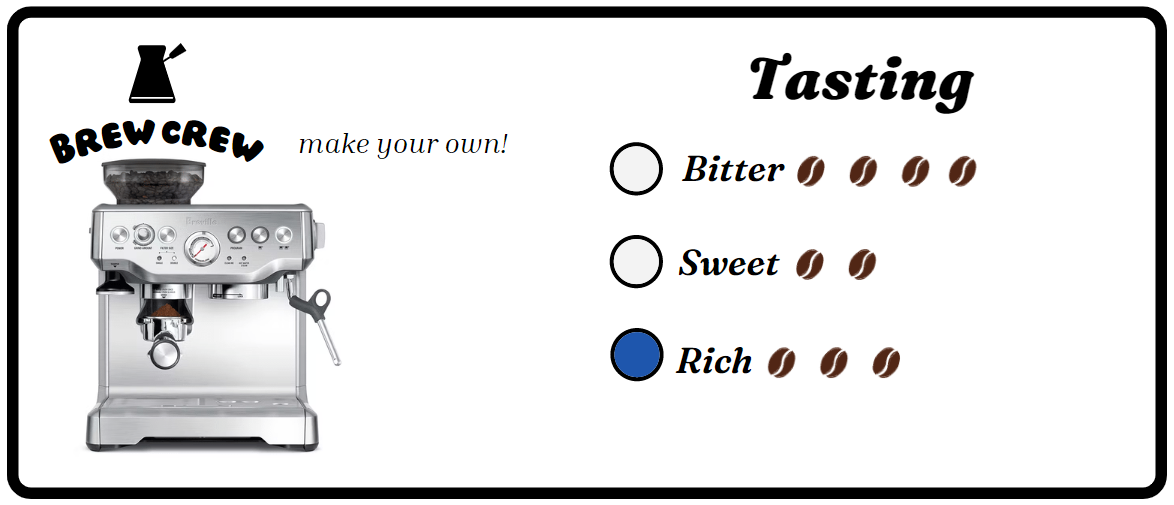 BREW CREW
make your own!
Tasting
Bitter
Sweet
Rich